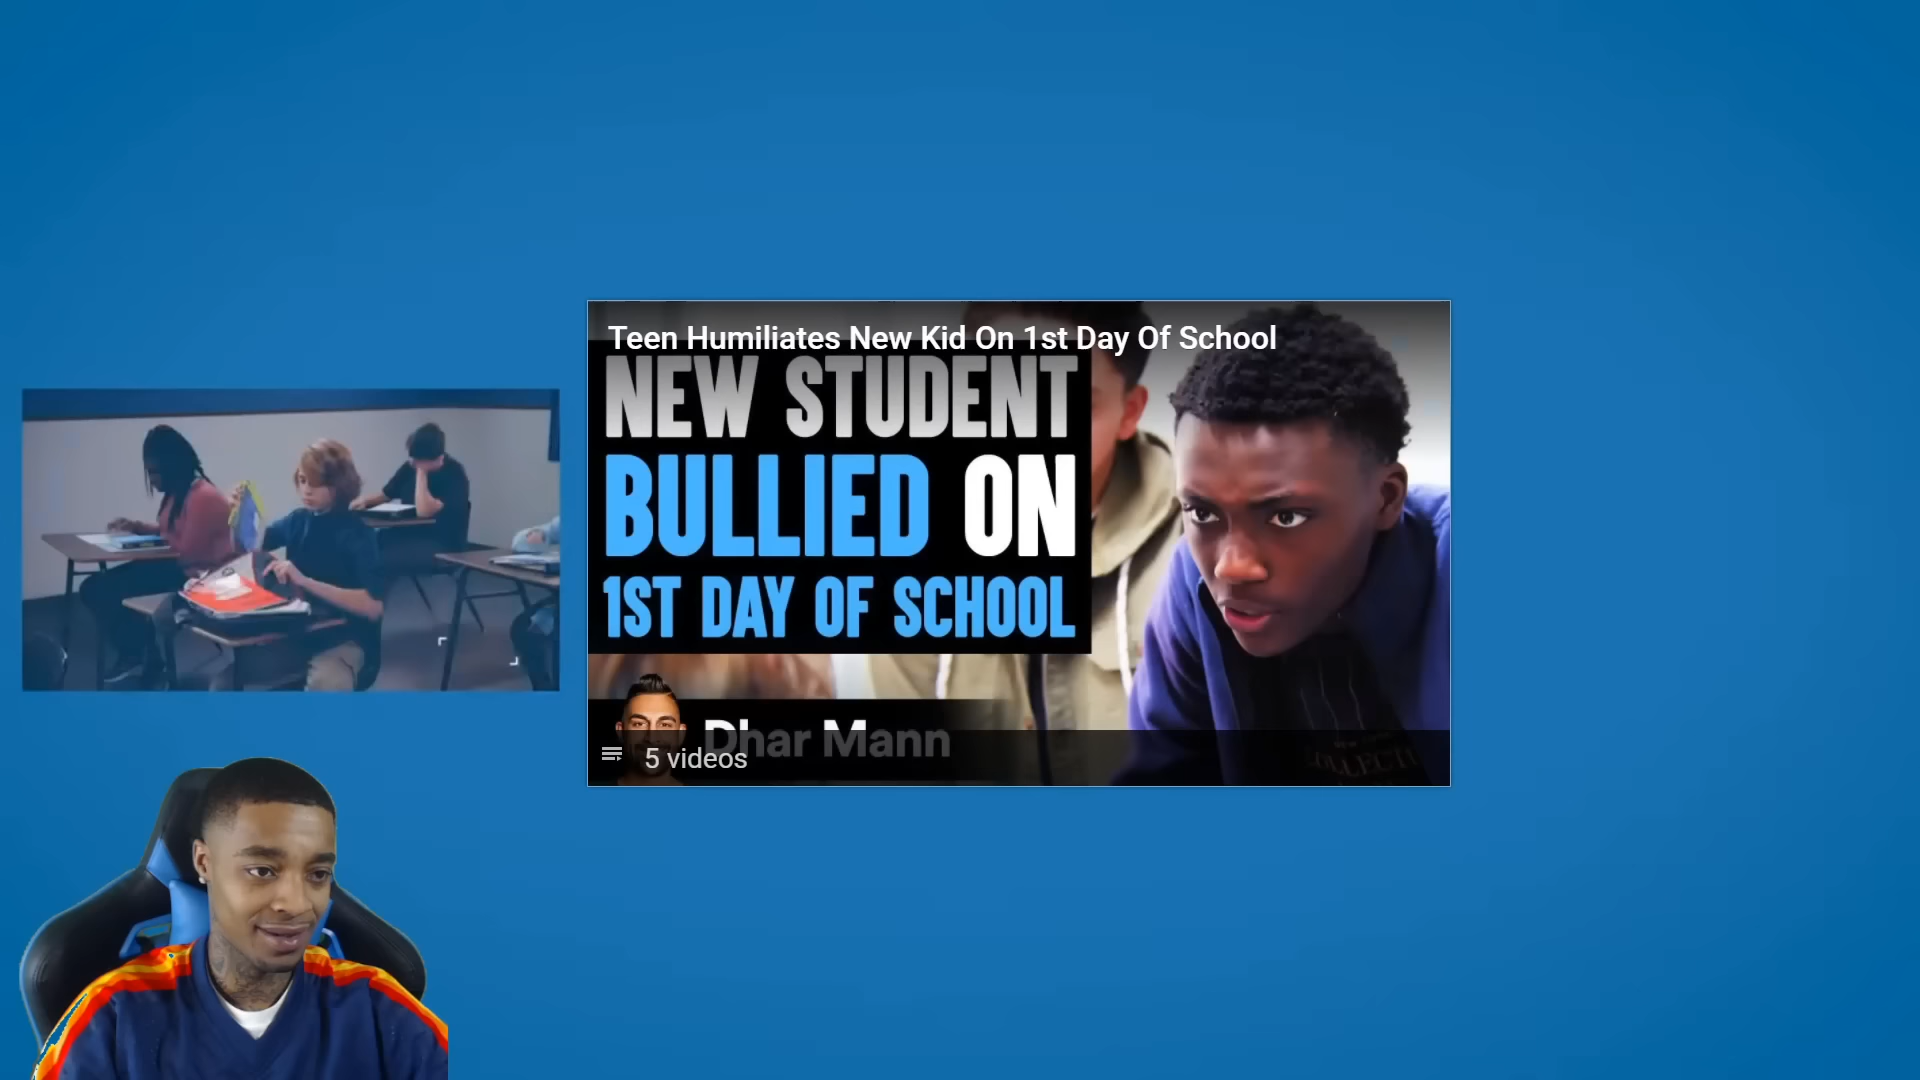 Teen Humiliates New Kid On 1st Day Of School
NEW STUDENT
BULLIED ON
1ST DAY OF SCHOOL
Dhar Mann
5 videos